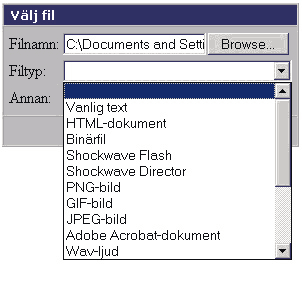 Välj fil
Filnamn: C:\Documents and Setti Browse...
Filtyp:
Annan:
Vanlig text
HTML-dokument
Binärfil
Shockwave Flash
Shockwave Director
PNG-bild
GIF-bild
JPEG-bild
Adobe Acrobat-dokument
Wav-ljud